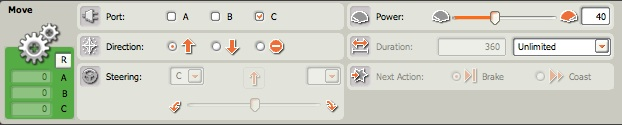 Move
Port: A B C
Power: 40
Direction:
Duration: 360 Unlimited
R
Steering: C
Next Action: Brake Coast
0 A
0 B
0 C